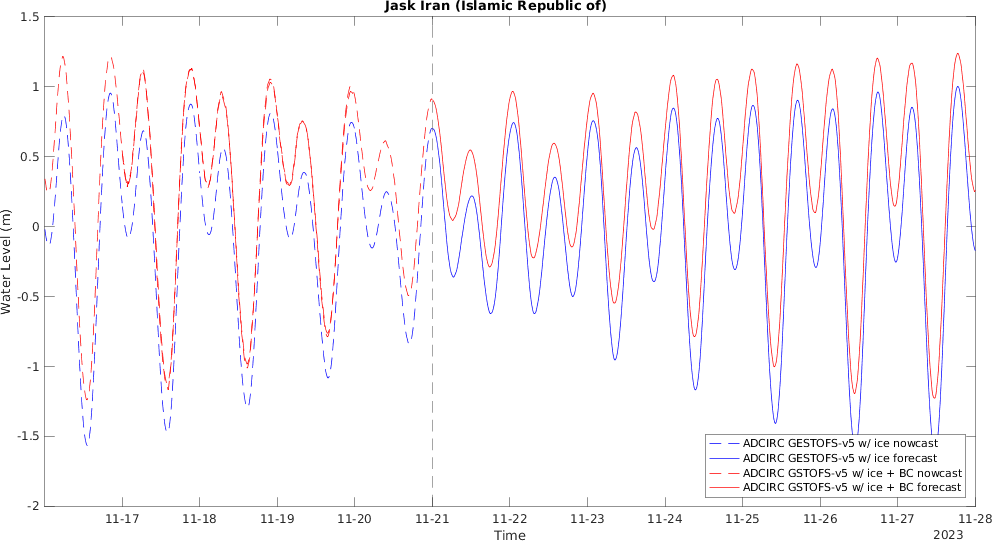 Jask Iran (Islamic Republic of)
1.5
1
0.5
0
-0.5
-1
-1.5
-2
Water Level (m)
ADCIRC GESTOFS-v5 w/ ice nowcast
ADCIRC GESTOFS-v5 w/ ice forecast
ADCIRC GSTOFS-v5 w/ ice + BC nowcast
ADCIRC GSTOFS-v5 w/ ice + BC forecast
11-17 11-18 11-19 11-20 11-21 11-22 11-23 11-24 11-25 11-26 11-27 11-28
Time
2023